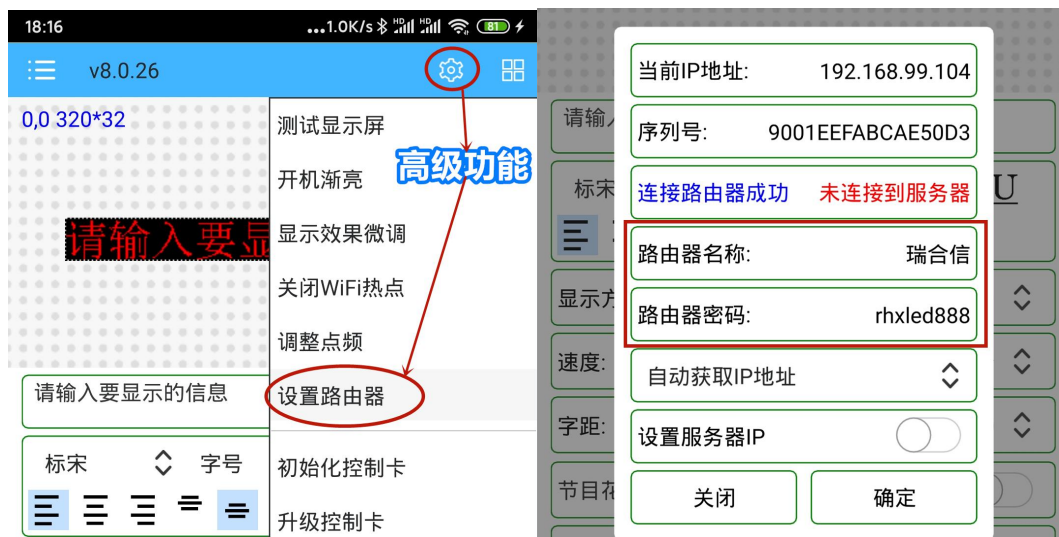 18:16
...1.0K/s HD HD 81
v8.0.26
0,0 320*32
请输入要显
测试显示屏
开机渐亮
高级功能
显示效果微调
关闭WiFi热点
调整点频
设置路由器
初始化控制卡
升级控制卡
请输入要显示的信息
标宋 字号
当前IP地址: 192.168.99.104
序列号: 9001EEFABCAE50D3
连接路由器成功 未连接到服务器
路由器名称: 瑞合信
路由器密码: rhxled888
自动获取IP地址
设置服务器IP
关闭 确定
请输
标宋
U
显示方
速度:
字距:
节目花